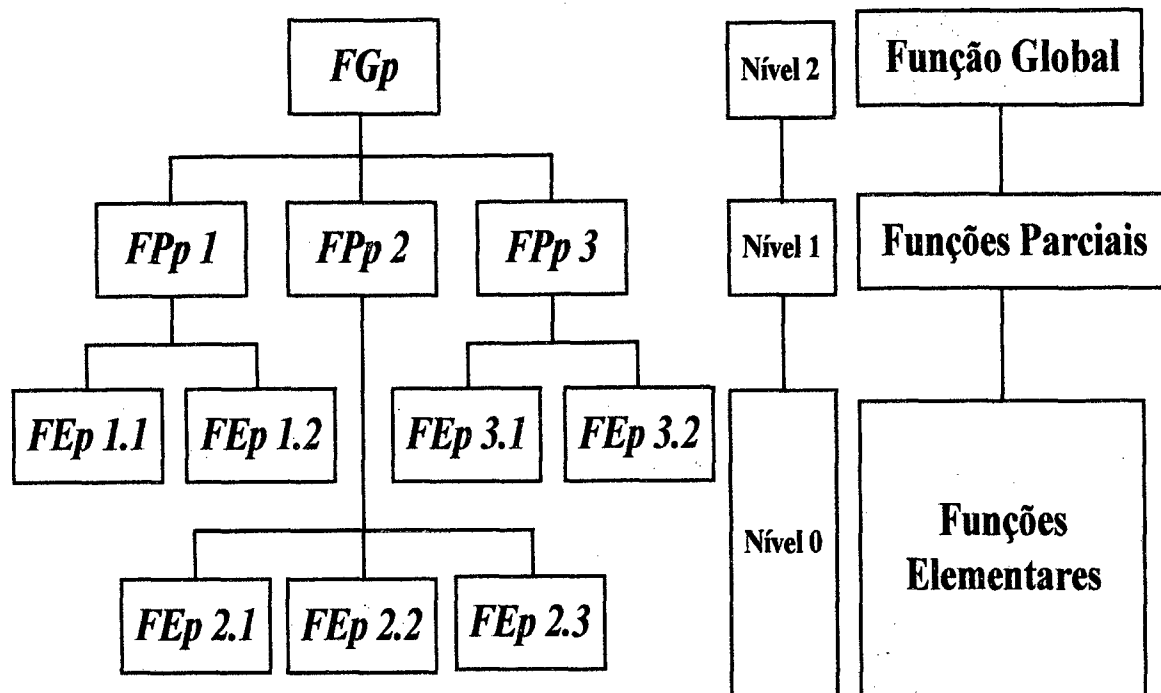 FGp
Nível 2
Função Global
FPp 1
FPp 2
FPp 3
Nível 1
Funções Parciais
FEp 1.1
FEp 1.2
FEp 3.1
FEp 3.2
Nível 0
Funções
Elementares
FEp 2.1
FEp 2.2
FEp 2.3